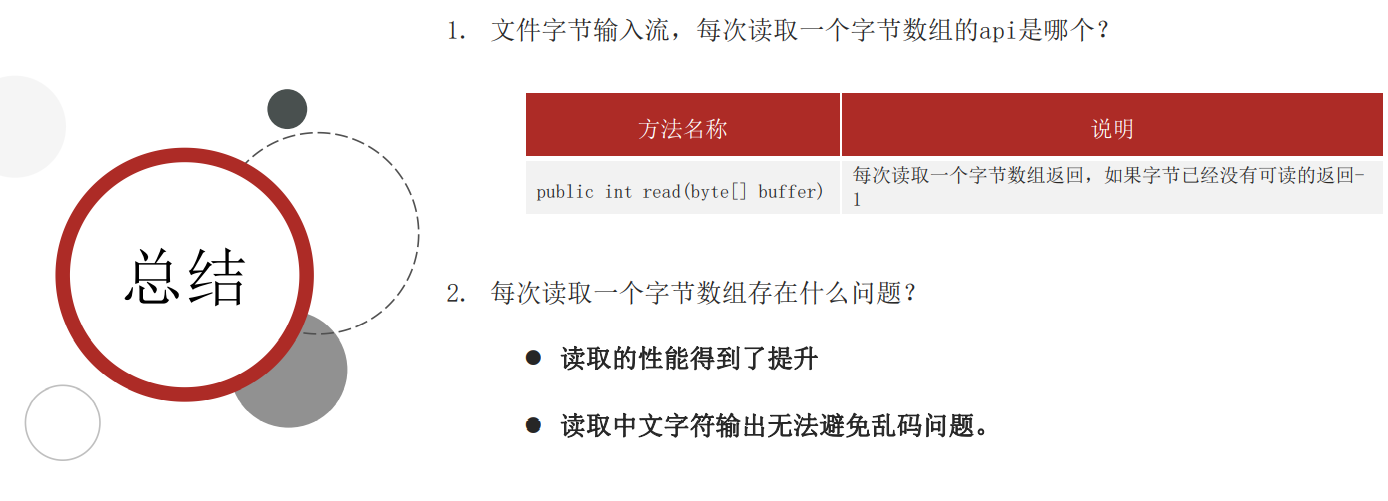 总结
1. 文件字节输入流，每次读取一个字节数组的api是哪个？
方法名称 说明
public int read(byte[] buffer) 每次读取一个字节数组返回，如果字节已经没有可读的返回-
1
2. 每次读取一个字节数组存在什么问题？
● 读取的性能得到了提升
● 读取中文字符输出无法避免乱码问题。